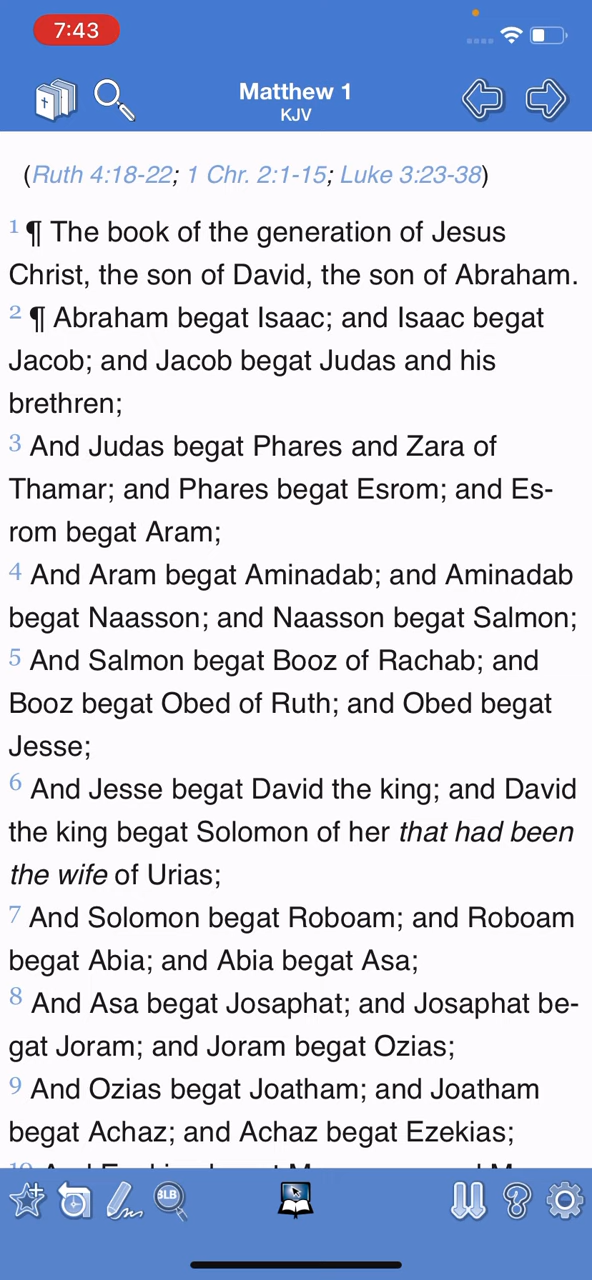 7:43
Matthew 1
KJV
(Ruth 4:18-22; 1 Chr. 2:1-15; Luke 3:23-38)
1 ¶ The book of the generation of Jesus
Christ, the son of David, the son of Abraham.
2 ¶ Abraham begat Isaac; and Isaac begat
Jacob; and Jacob begat Judas and his
brethren;
3 And Judas begat Phares and Zara of
Thamar; and Phares begat Esrom; and Es-
rom begat Aram;
4 And Aram begat Aminadab; and Aminadab
begat Naasson; and Naasson begat Salmon;
5 And Salmon begat Booz of Rachab; and
Booz begat Obed of Ruth; and Obed begat
Jesse;
6 And Jesse begat David the king; and David
the king begat Solomon of her that had been
the wife of Urias;
7 And Solomon begat Roboam; and Roboam
begat Abia; and Abia begat Asa;
8 And Asa begat Josaphat; and Josaphat be-
gat Joram; and Joram begat Ozias;
9 And Ozias begat Joatham; and Joatham
begat Achaz; and Achaz begat Ezekias;
BLB